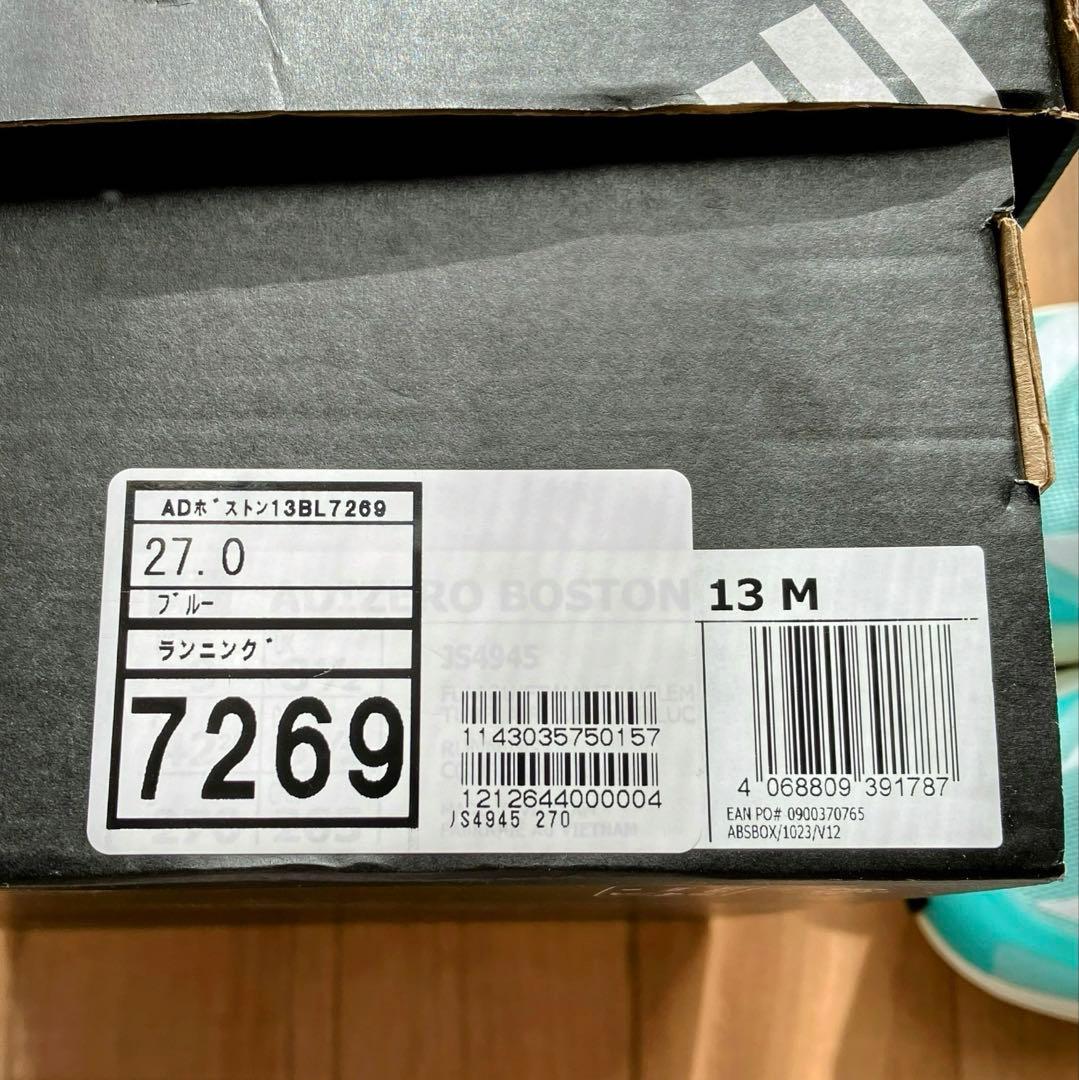 ADボストン13BL7269
27.0
ブルー
ランニング
7269
ADIZERO BOSTON 13 M
JS4945
1143035750157
1212644000004
JS4945 270
4 068809 391787
EAN PO# 0900370765
ABSBOX/1023/V12